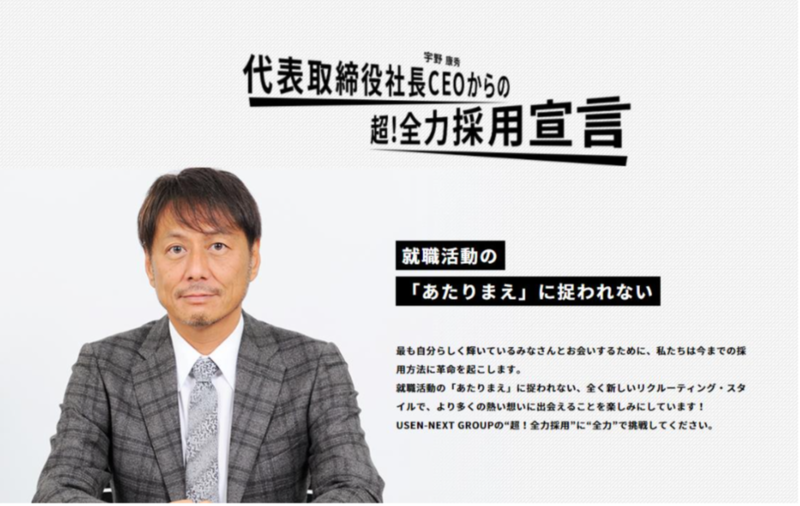 宇野 康秀
代表取締役社長CEOからの
超!全力採用宣言
就職活動の
「あたりまえ」に捉われない
最も自分らしく輝いているみなさんとお会いするために、私たちは今までの採
用方法に革命を起こします。
就職活動の「あたりまえ」に捉われない、全く新しいリクルーティング・スタ
イルで、より多くの熱い想いに出会えることを楽しみにしています！
USEN-NEXT GROUPの“超！全力採用”に“全力”で挑戦してください。